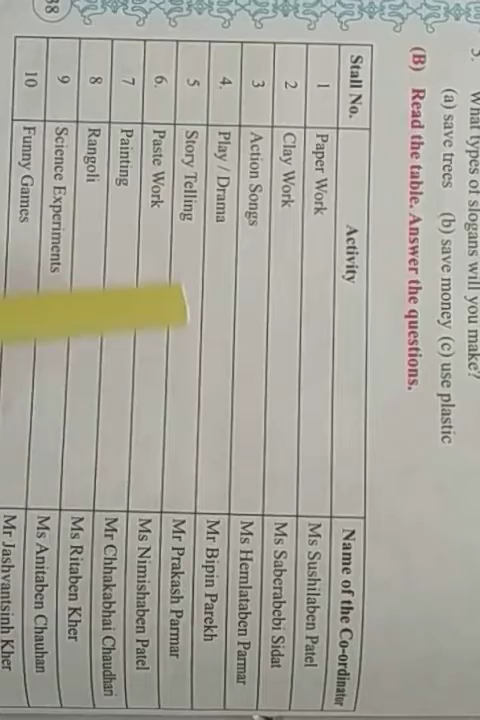 3. What types of slogans will you make?
(a) save trees (b) save money (c) use plastic
(B) Read the table. Answer the questions.
Stall No. Activity Name of the Co-ordinator
1 Paper Work Ms Sushilaben Patel
2 Clay Work Ms Saberabebi Sidat
3 Action Songs Ms Hemlataben Parmar
4. Play / Drama Mr Bipin Parekh
5 Story Telling Mr Prakash Parmar
6. Paste Work Ms Nimishaben Patel
7 Painting Mr Chhakabhai Chaudhari
8 Rangoli Ms Ritaben Kher
9 Science Experiments Ms Anitaben Chauhan
10 Funny Games Mr Jashvantsinh Kher